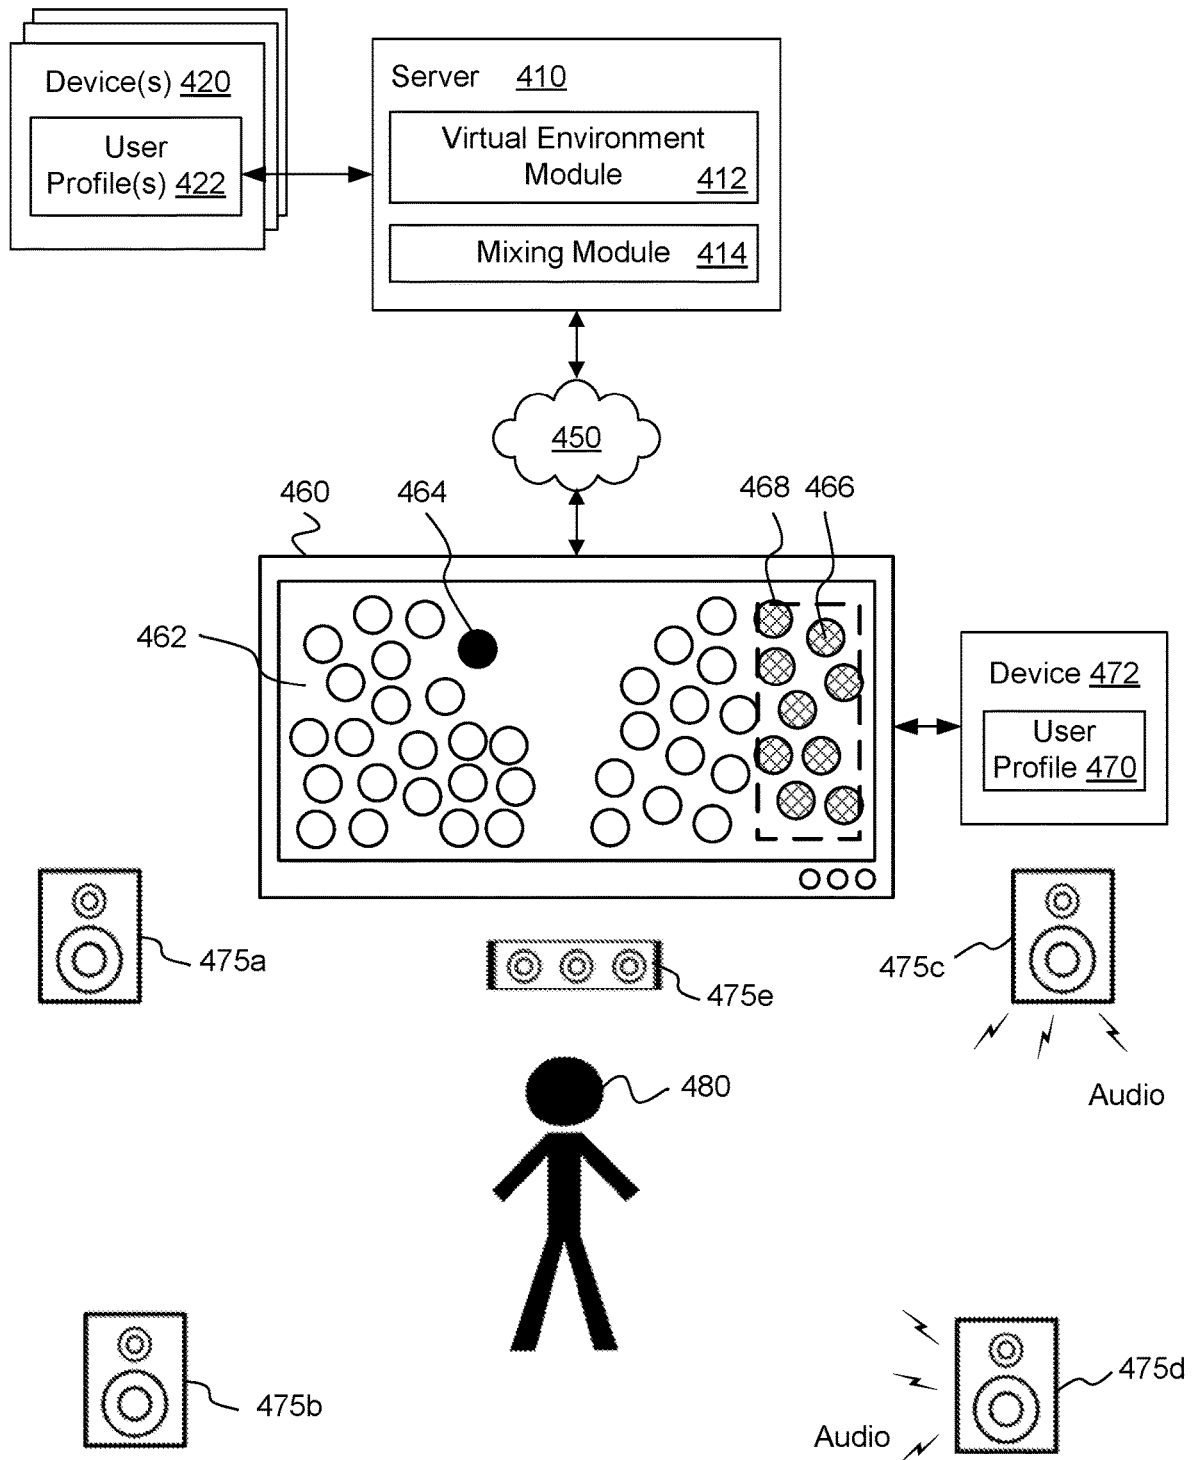 Device(s) 420
User
Profile(s) 422
Server 410
Virtual Environment
Module 412
Mixing Module 414
450
460
464
468
466
462
Device 472
User
Profile 470
475a
475e
475c
Audio
480
475b
475d
Audio